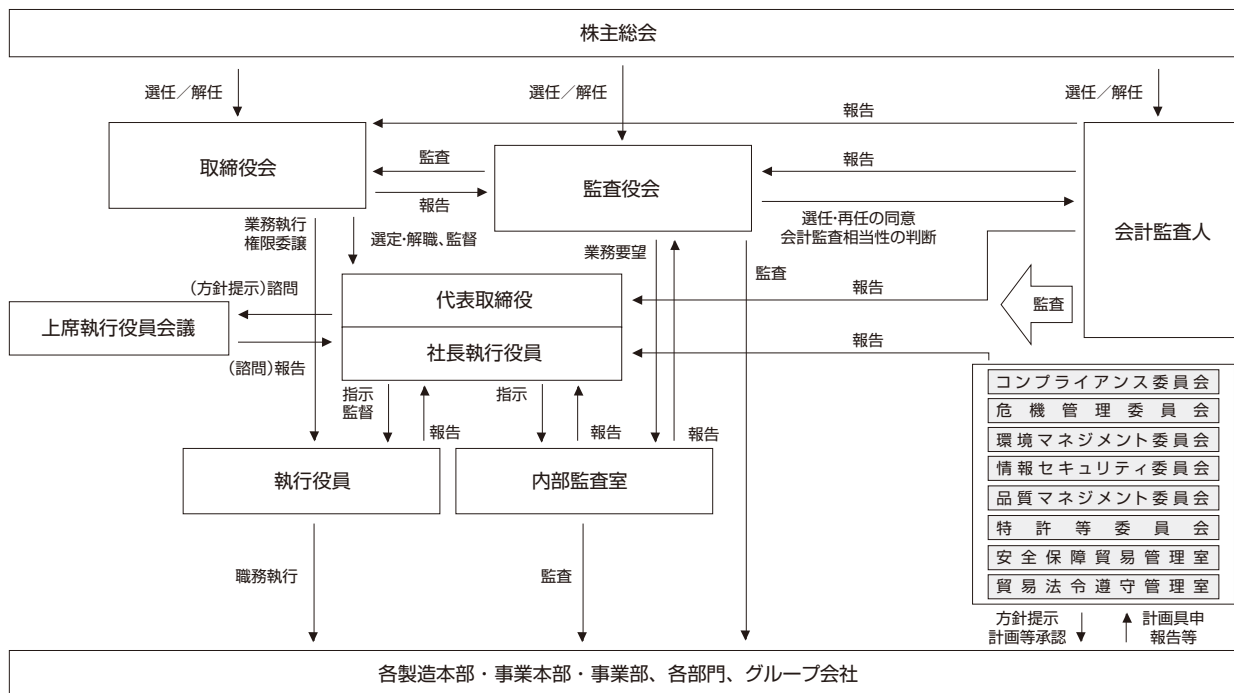 株主総会
選任／解任
選任／解任
選任／解任
報告
取締役会
監査
報告
監査役会
報告
選任・再任の同意
会計監査相当性の判断
会計監査人
業務執行
権限委譲
選定・解職、監督
業務要望
監査
(方針提示)諮問
上席執行役員会議
(諮問)報告
代表取締役
社長執行役員
報告
監査
報告
指示
監督
報告
指示
報告
報告
コンプライアンス委員会
危機管理委員会
環境マネジメント委員会
情報セキュリティ委員会
品質マネジメント委員会
特許等委員会
安全保障貿易管理室
貿易法令遵守管理室
執行役員
内部監査室
職務執行
監査
方針提示
計画等承認
計画具申
報告等
各製造本部・事業本部・事業部、各部門、グループ会社